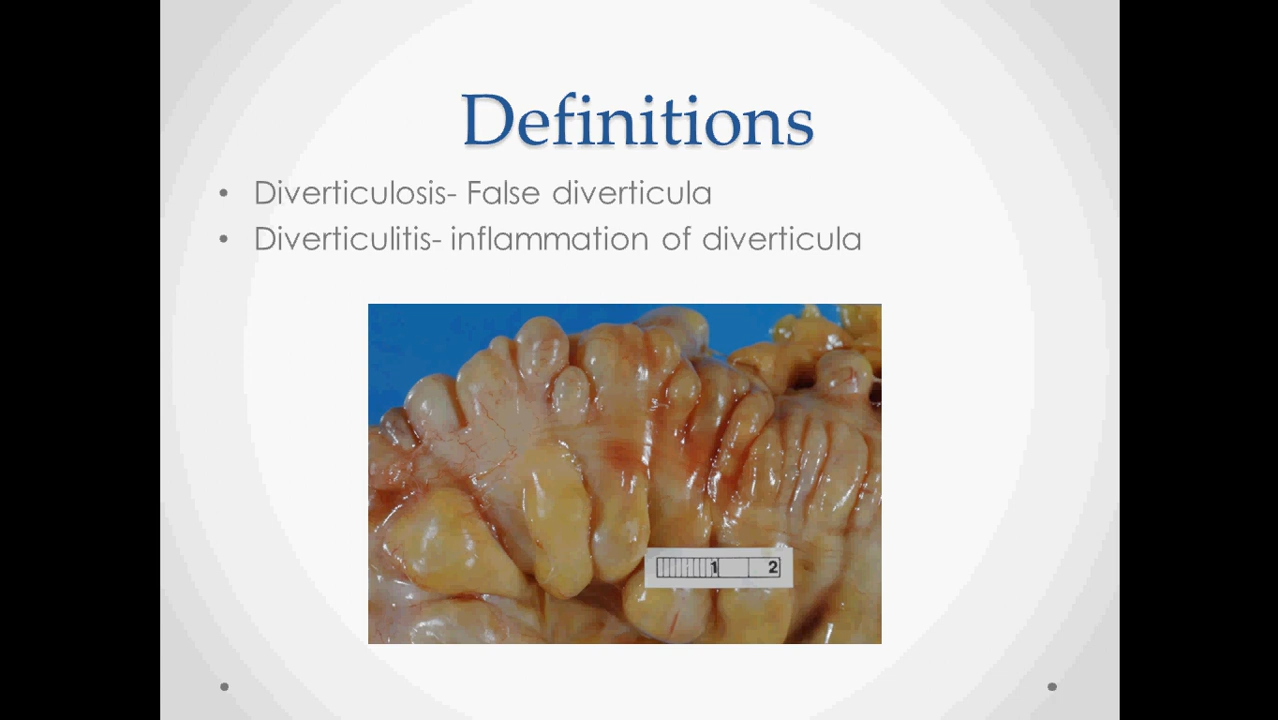 Definitions
• Diverticulosis- False diverticula
• Diverticulitis- inflammation of diverticula
1 2